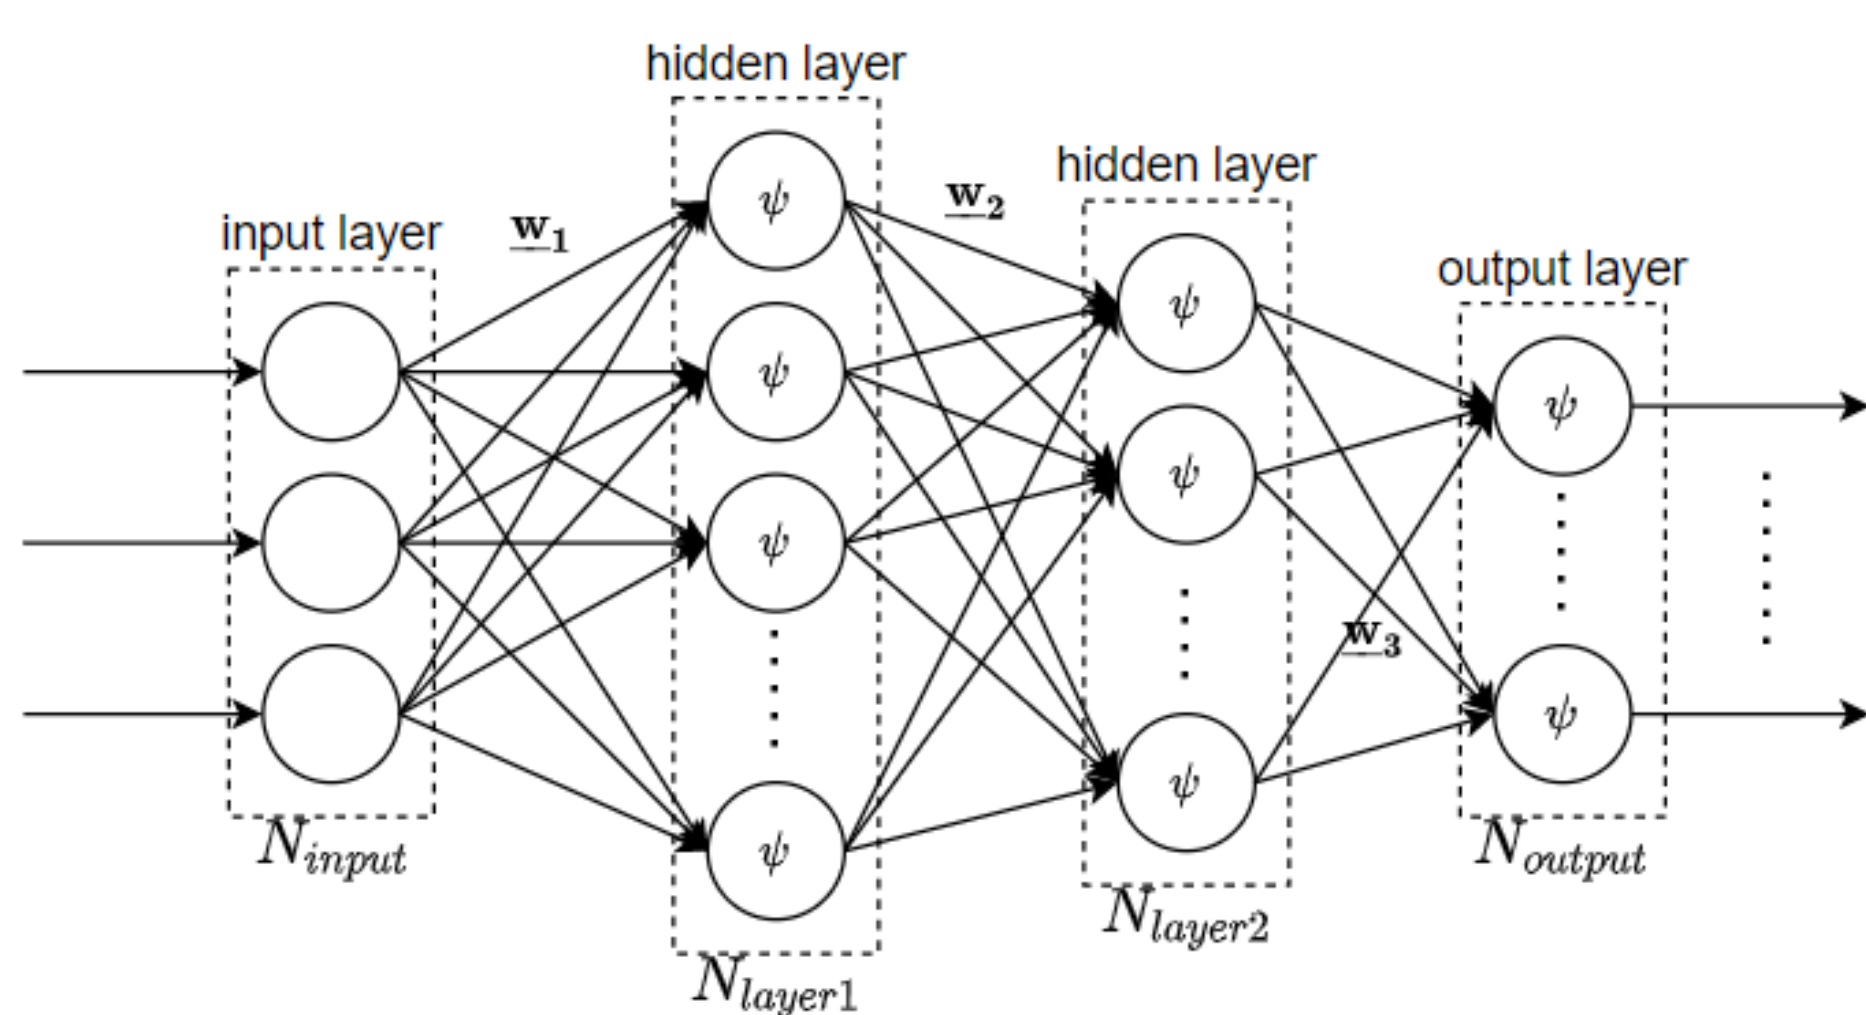 hidden layer
hidden layer
input layer
output layer
w₁
w₂
w₃
ψ
ψ
ψ
ψ
ψ
ψ
ψ
ψ
ψ
N_input
N_layer1
N_layer2
N_output